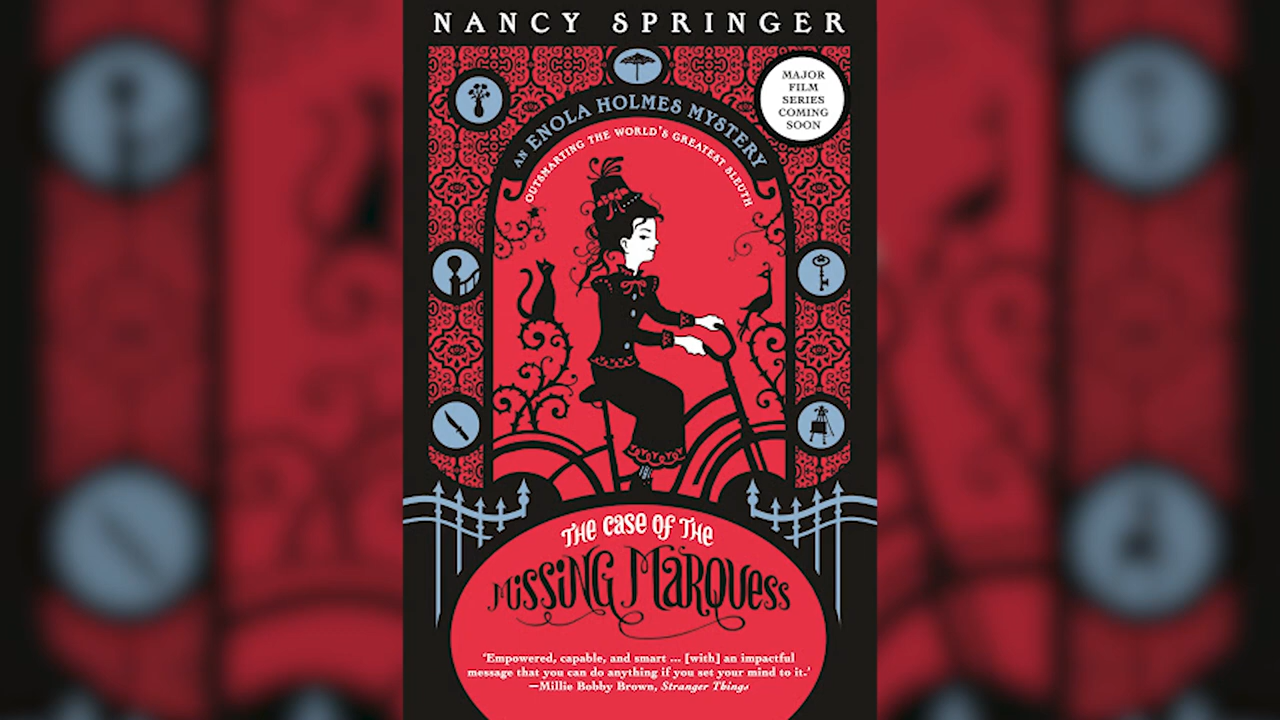 NANCY SPRINGER
MAJOR
FILM
SERIES
COMING
SOON
AN ENOLA HOLMES MYSTERY
OUTSMARTING THE WORLD'S GREATEST SLEUTH
THE CASE OF THE
MISSING MARQUESS
‘Empowered, capable, and smart ... [with] an impactful
message that you can do anything if you set your mind to it.’
—Millie Bobby Brown, Stranger Things